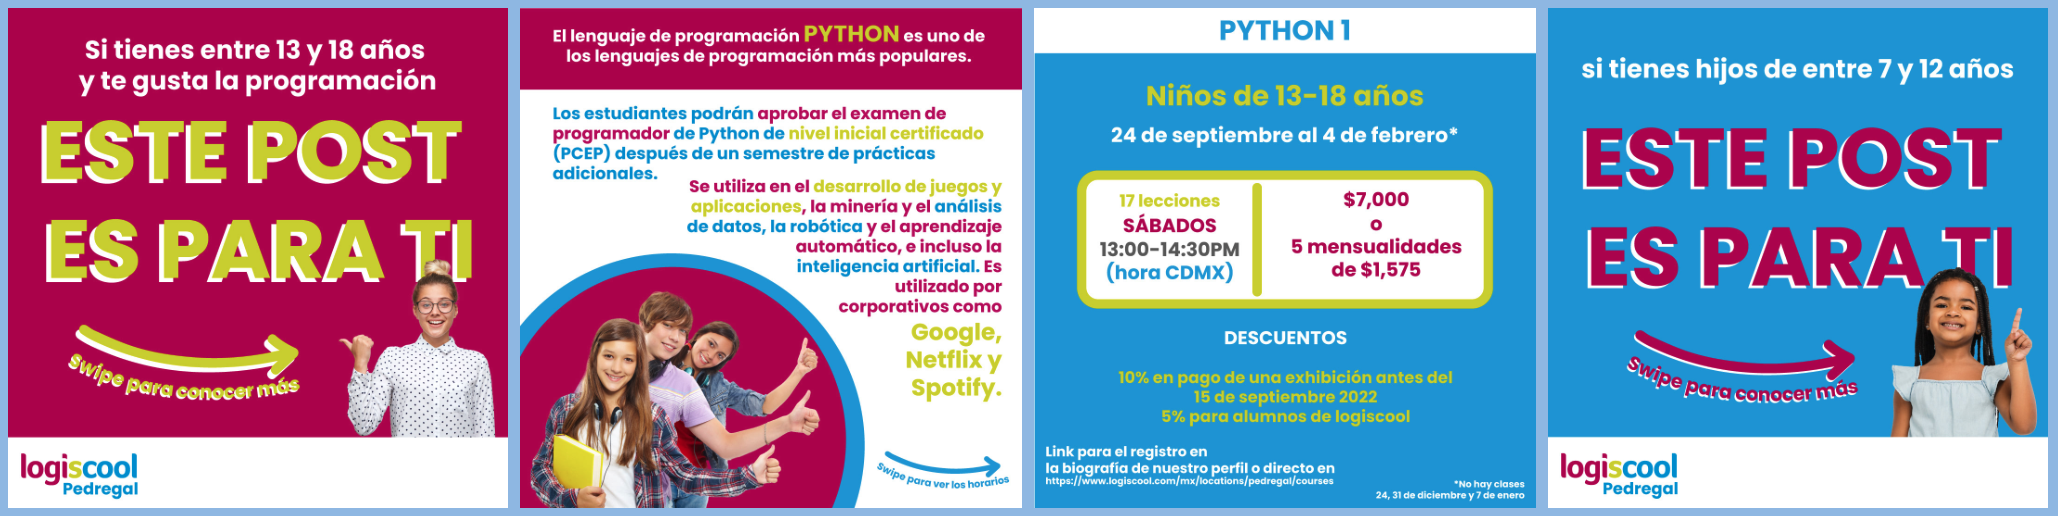 Si tienes entre 13 y 18 años
y te gusta la programación
ESTE POST
ES PARA TI
Swipe para conocer más
logiscool
Pedregal
El lenguaje de programación PYTHON es uno de
los lenguajes de programación más populares.
Los estudiantes podrán aprobar el examen de
programador de Python de nivel inicial certificado
(PCEP) después de un semestre de prácticas
adicionales.
Se utiliza en el desarrollo de juegos y
aplicaciones, la minería y el análisis
de datos, la robótica y el aprendizaje
automático, e incluso la
inteligencia artificial. Es
utilizado por
corporativos como
Google,
Netflix y
Spotify.
Swipe para ver los horarios
PYTHON 1
Niños de 13-18 años
24 de septiembre al 4 de febrero*
17 lecciones
SÁBADOS
13:00-14:30PM
(hora CDMX)
$7,000
o
5 mensualidades
de $1,575
DESCUENTOS
10% en pago de una exhibición antes del
15 de septiembre 2022
5% para alumnos de logiscool
Link para el registro en
la biografía de nuestro perfil o directo en
https://www.logiscool.com/mx/locations/pedregal/courses
*No hay clases
24, 31 de diciembre y 7 de enero
si tienes hijos de entre 7 y 12 años
ESTE POST
ES PARA TI
Swipe para conocer más
logiscool
Pedregal